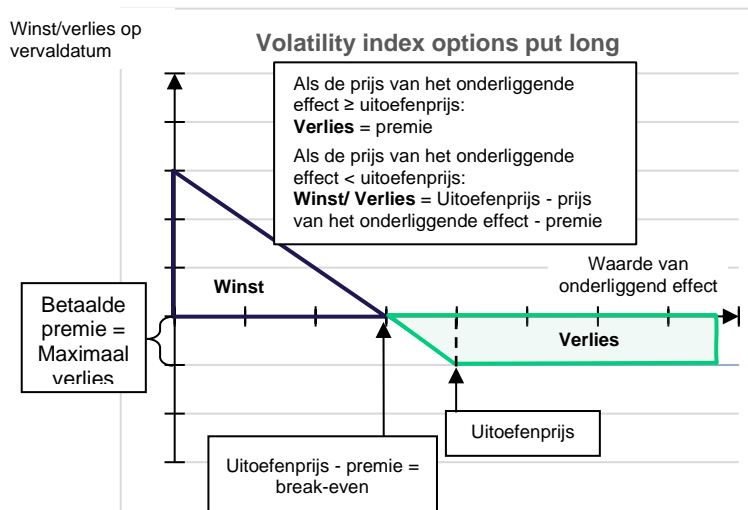 Winst/verlies op
vervaldatum
Volatility index options put long
Als de prijs van het onderliggende
effect ≥ uitoefenprijs:
Verlies = premie
Als de prijs van het onderliggende
effect < uitoefenprijs:
Winst/ Verlies = Uitoefenprijs - prijs
van het onderliggende effect - premie
Waarde van
onderliggend effect
Winst
Betaalde
premie =
Maximaal
verlies
Verlies
Uitoefenprijs
Uitoefenprijs - premie =
break-even